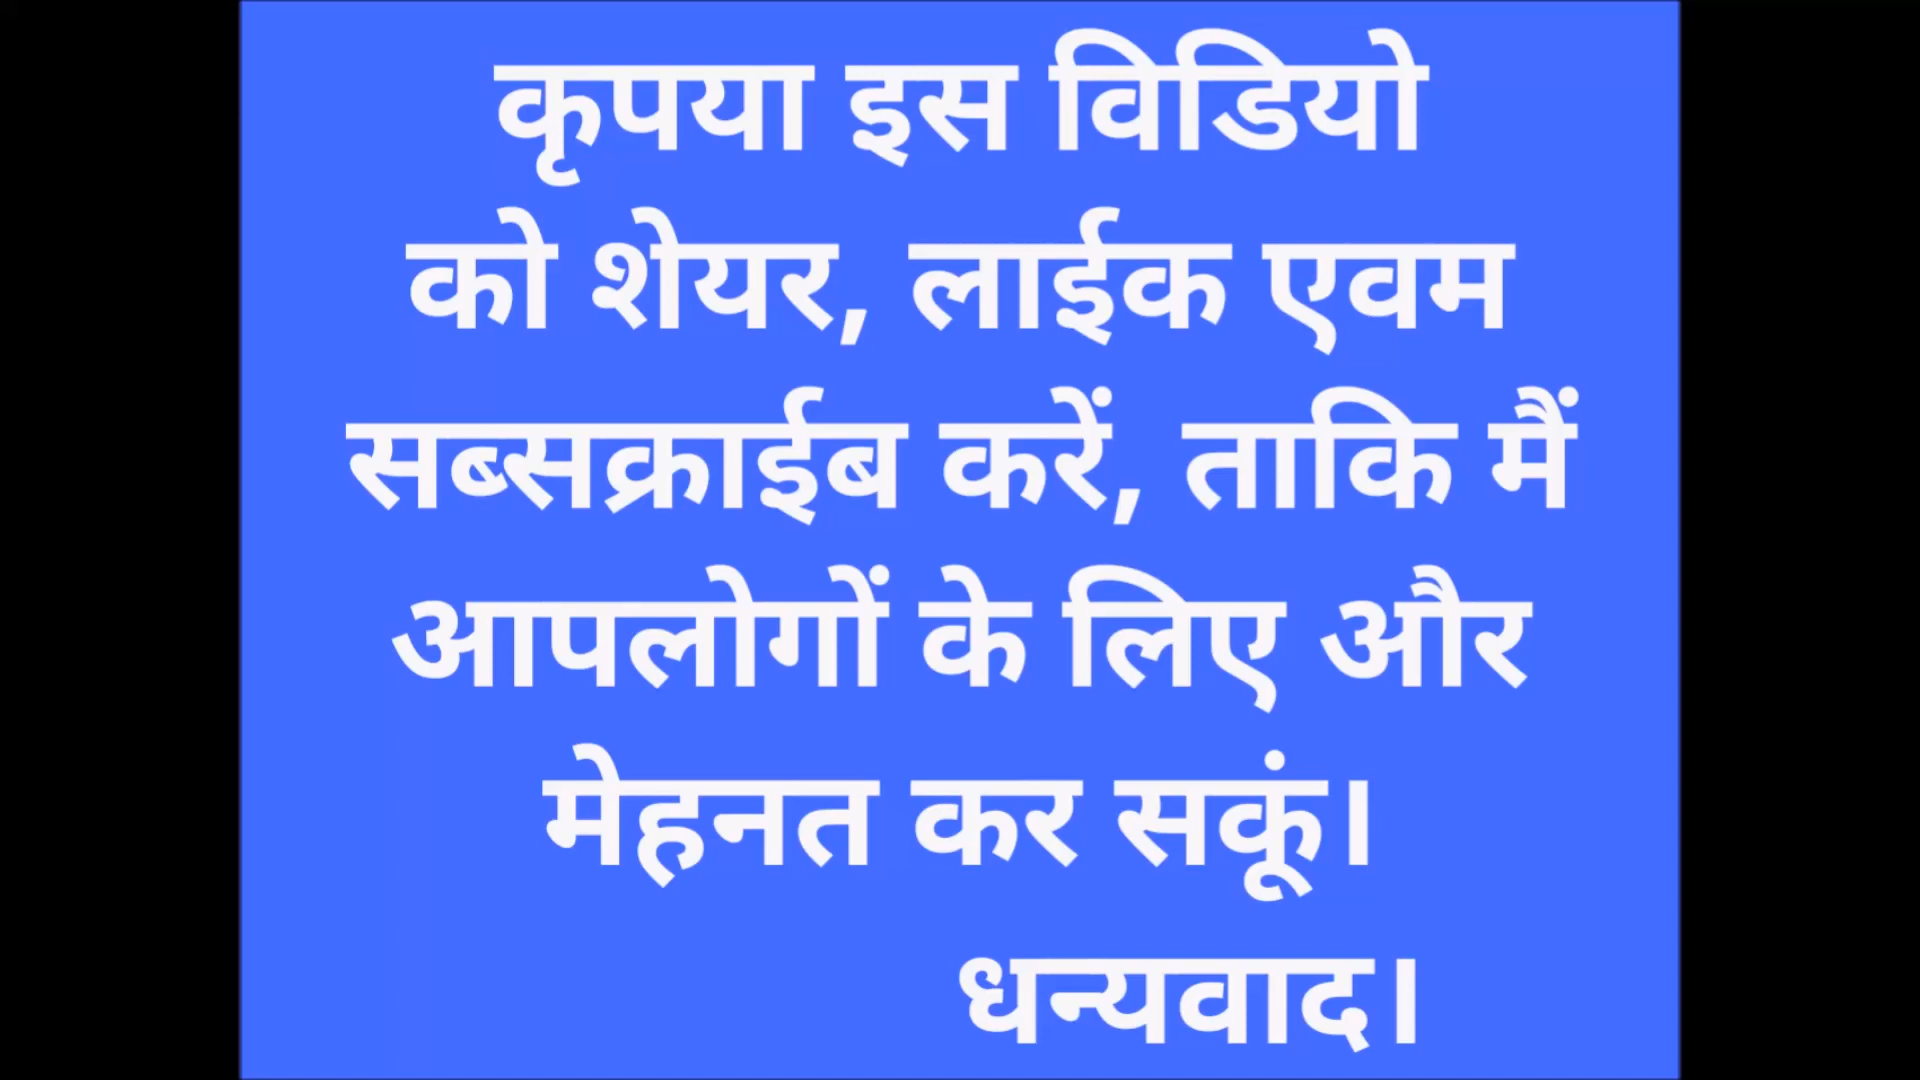 कृपया इस विडियो
को शेयर, लाईक एवम
सब्सक्राईब करें, ताकि मैं
आपलोगों के लिए और
मेहनत कर सकूं।
धन्यवाद।